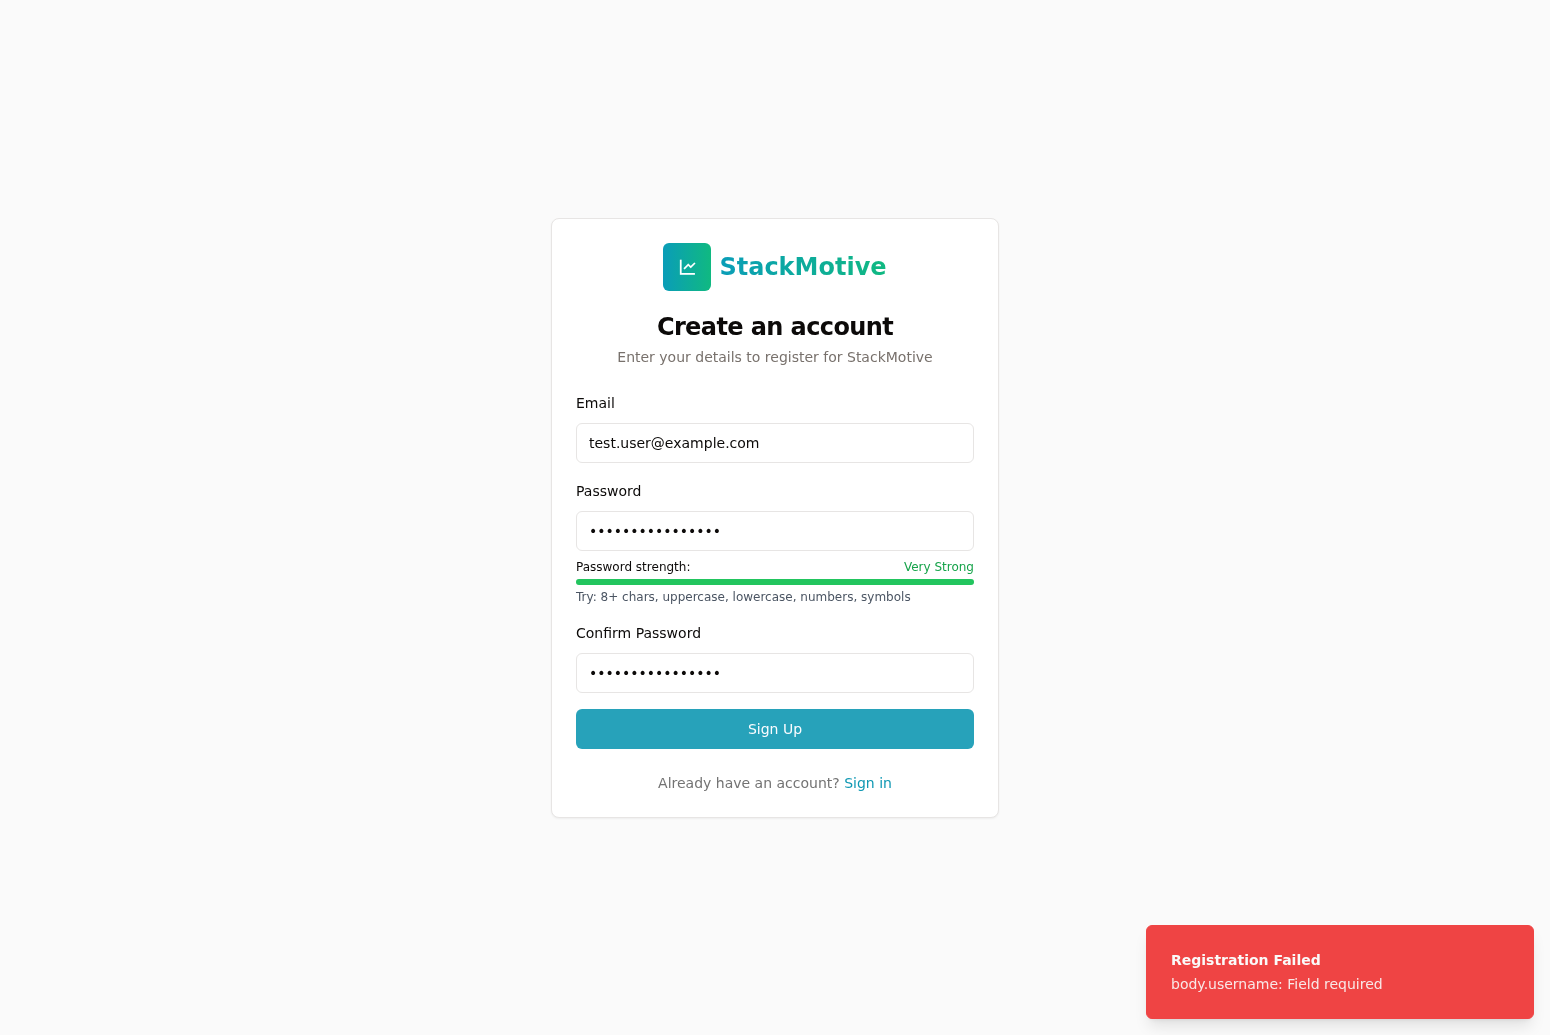 StackMotive
Create an account
Enter your details to register for StackMotive
Email
test.user@example.com
Password
••••••••••••••••
Password strength: Very Strong
Try: 8+ chars, uppercase, lowercase, numbers, symbols
Confirm Password
••••••••••••••••
Sign Up
Already have an account? Sign in
Registration Failed
body.username: Field required